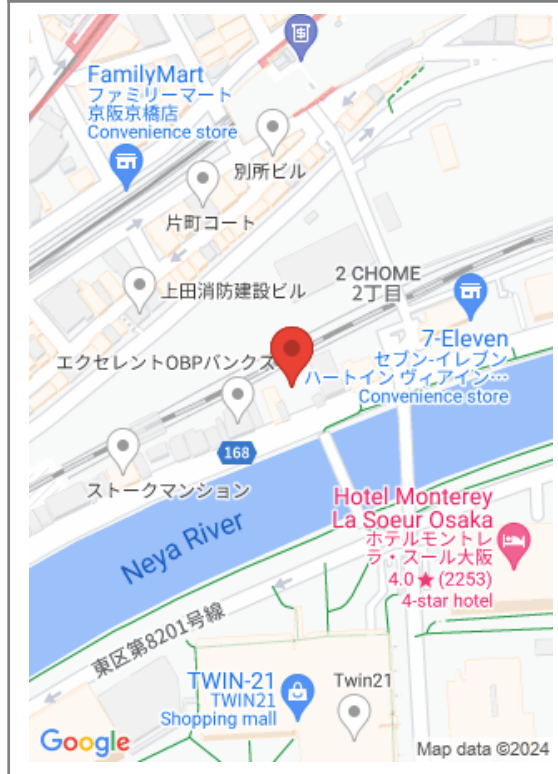 FamilyMart
ファミリーマート
京阪京橋店
Convenience store
別所ビル
片町コート
2 CHOME
2丁目
上田消防建設ビル
7-Eleven
セブン-イレブン
ハートイン ヴィアイン…
Convenience store
エクセレントOBPバンクス
168
ストークマンション
Neya River
Hotel Monterey
La Soeur Osaka
ホテルモントレ
ラ・スール大阪
4.0 ★ (2253)
4-star hotel
東区第8201号線
TWIN-21
TWIN21
Shopping mall
Twin21
Google
Map data ©2024